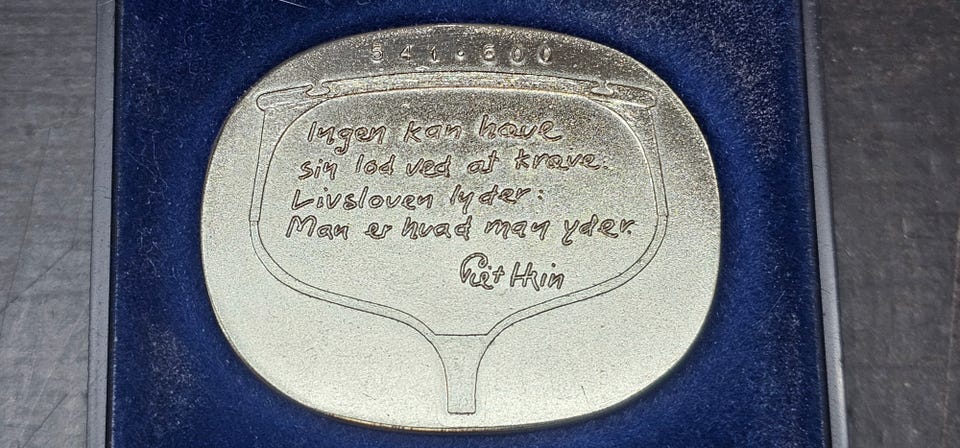 541·600
Ingen kan have
sin lod ved at kræve.
Livsloven lyder:
Man er hvad man yder.
Piet Hein